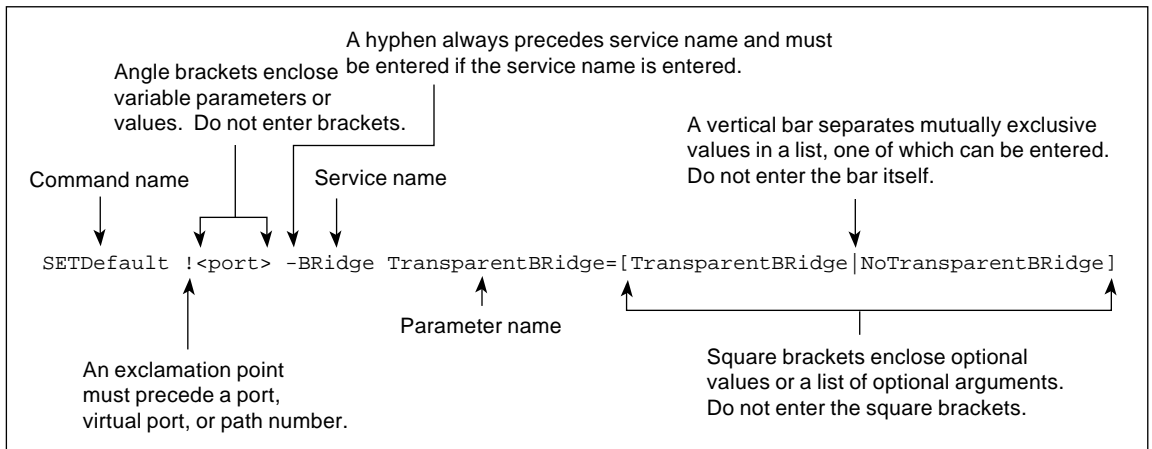 A hyphen always precedes service name and must
be entered if the service name is entered.
Angle brackets enclose
variable parameters or
values.  Do not enter brackets.
A vertical bar separates mutually exclusive
values in a list, one of which can be entered.
Do not enter the bar itself.
Command name
Service name
SETDefault !<port> -BRidge TransparentBRidge=[TransparentBRidge|NoTransparentBRidge]
Parameter name
An exclamation point
must precede a port,
virtual port, or path number.
Square brackets enclose optional
values or a list of optional arguments.
Do not enter the square brackets.